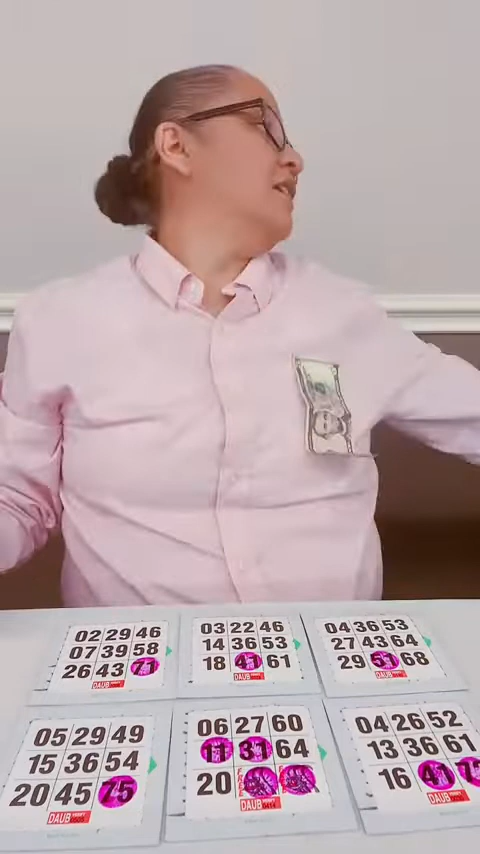 02 29 46
07 39 58
26 43 71
DAUB
03 22 46
14 36 53
18 41 61
DAUB
04 36 53
27 43 64
29 51 68
DAUB
05 29 49
15 36 54
20 45 75
DAUB
06 27 60
11 31 64
20
DAUB
04 26 52
13 36 61
16 41
DAUB